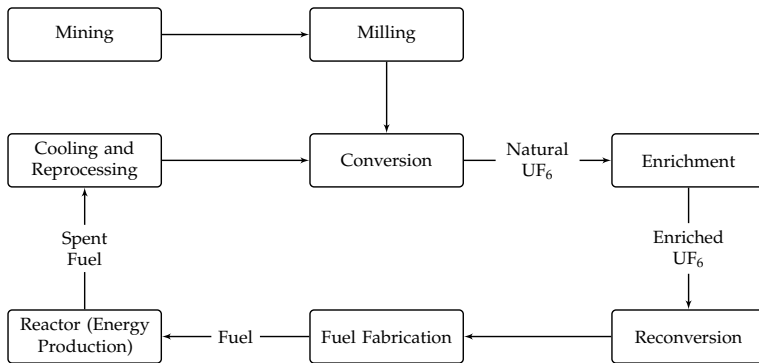 Mining
Milling
Cooling and
Reprocessing
Conversion
Natural
UF₆
Enrichment
Spent
Fuel
Enriched
UF₆
Reactor (Energy
Production)
Fuel
Fuel Fabrication
Reconversion